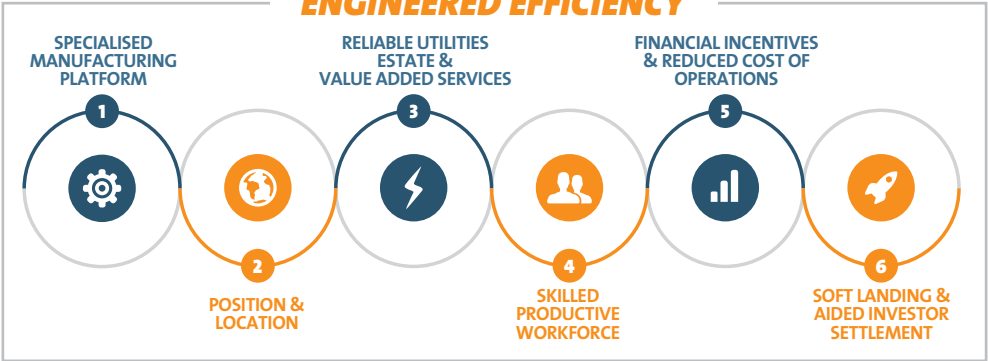 ENGINEERED EFFICIENCY
SPECIALISED
MANUFACTURING
PLATFORM
1
2
POSITION &
LOCATION
RELIABLE UTILITIES
ESTATE &
VALUE ADDED SERVICES
3
4
SKILLED
PRODUCTIVE
WORKFORCE
FINANCIAL INCENTIVES
& REDUCED COST OF
OPERATIONS
5
6
SOFT LANDING &
AIDED INVESTOR
SETTLEMENT